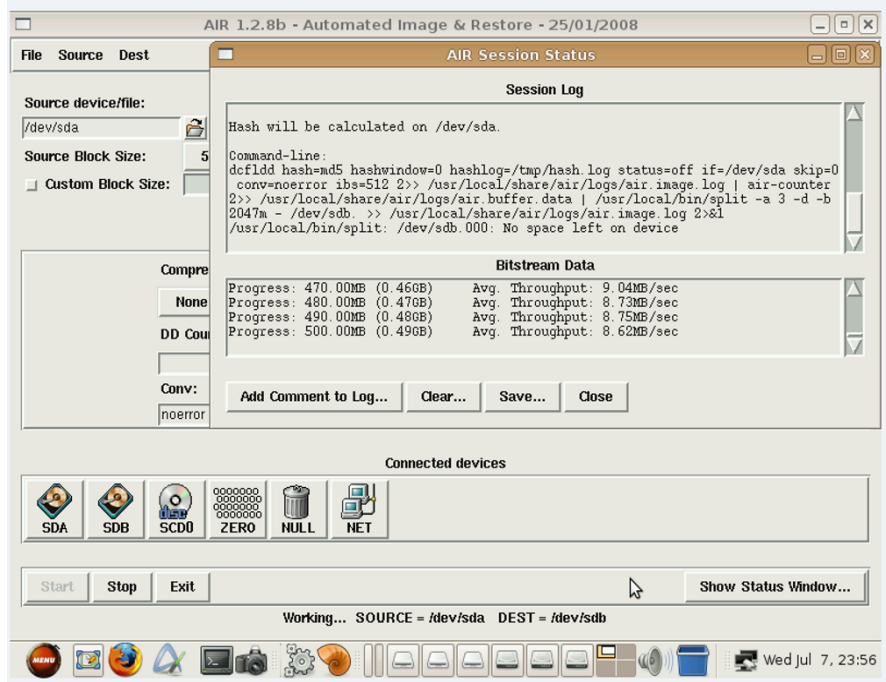 AIR 1.2.8b - Automated Image & Restore - 25/01/2008
File Source Dest
AIR Session Status
Session Log
Source device/file:
/dev/sda
Source Block Size:
5
Custom Block Size:
Hash will be calculated on /dev/sda.
Command-line:
dcfldd hash=md5 hashwindow=0 hashlog=/tmp/hash.log status=off if=/dev/sda skip=0
conv=noerror ibs=512 2>> /usr/local/share/air/logs/air.image.log | air-counter
2>> /usr/local/share/air/logs/air.buffer.data | /usr/local/bin/split -a 3 -d -b
2047m - /dev/sdb. >> /usr/local/share/air/logs/air.image.log 2>&1
/usr/local/bin/split: /dev/sdb.000: No space left on device
Bitstream Data
Compre
None
DD Cou
Conv:
noerror
Progress: 470.00MB (0.46GB) Avg. Throughput: 9.04MB/sec
Progress: 480.00MB (0.47GB) Avg. Throughput: 8.73MB/sec
Progress: 490.00MB (0.48GB) Avg. Throughput: 8.75MB/sec
Progress: 500.00MB (0.49GB) Avg. Throughput: 8.62MB/sec
Add Comment to Log... Clear... Save... Close
Connected devices
SDA SDB SCD0 ZERO NULL NET
Start Stop Exit Show Status Window...
Working... SOURCE = /dev/sda DEST = /dev/sdb
MENU
Wed Jul 7, 23:56